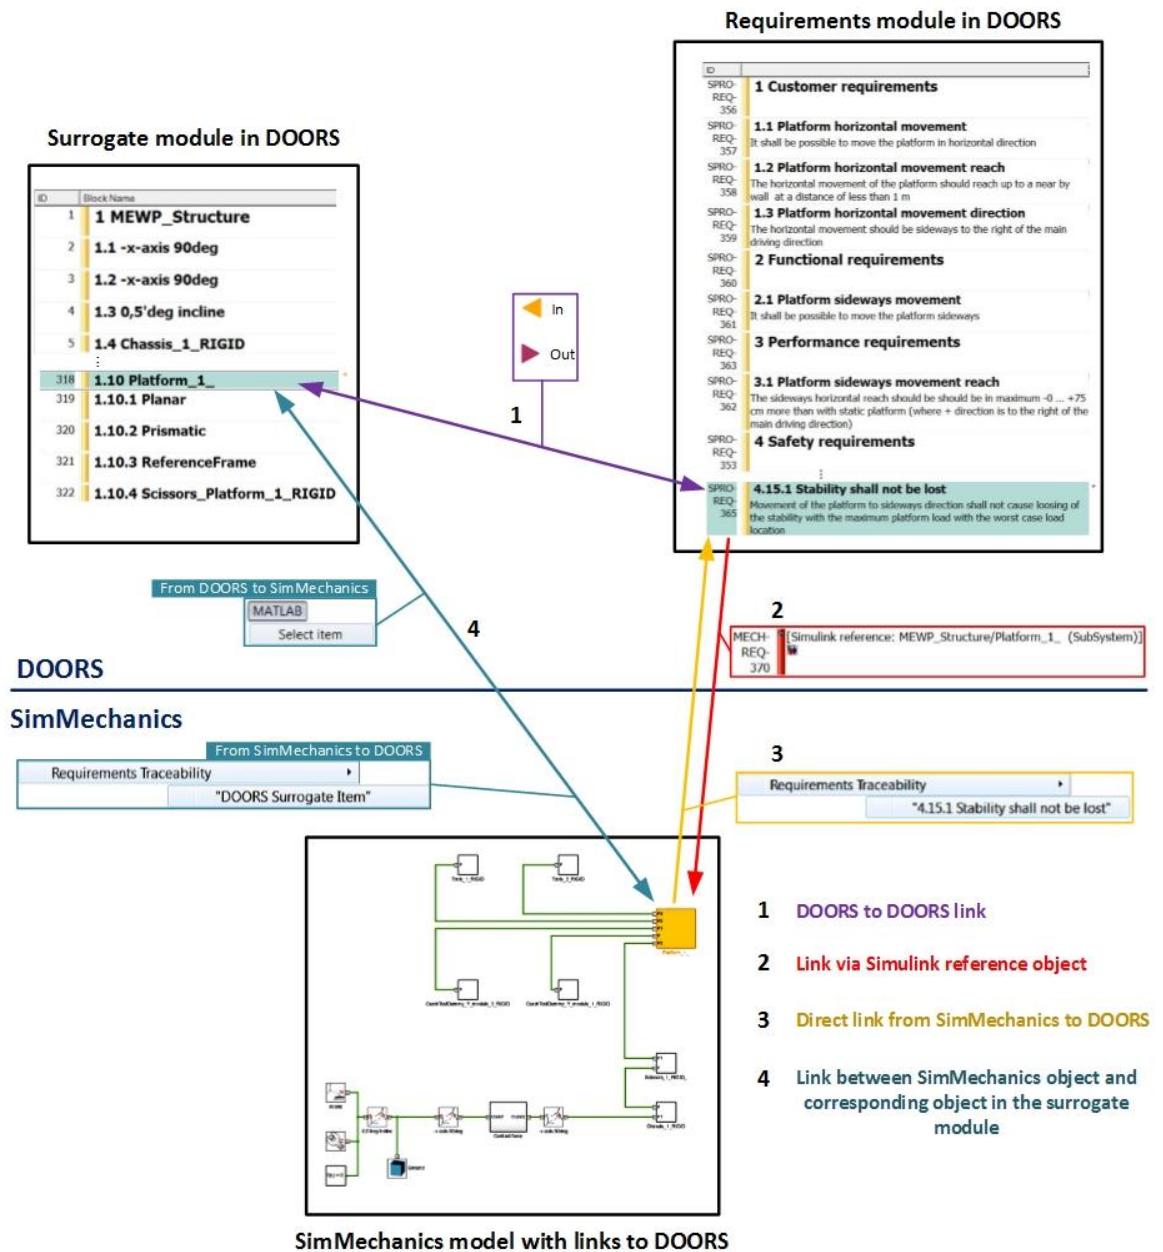 Requirements module in DOORS
ID
SPRO-REQ-356 1 Customer requirements
SPRO-REQ-357 1.1 Platform horizontal movement
It shall be possible to move the platform in horizontal direction
SPRO-REQ-358 1.2 Platform horizontal movement reach
The horizontal movement of the platform should reach up to a near by
wall at a distance of less than 1 m
SPRO-REQ-359 1.3 Platform horizontal movement direction
The horizontal movement should be sideways to the right of the main
driving direction
SPRO-REQ-360 2 Functional requirements
SPRO-REQ-361 2.1 Platform sideways movement
It shall be possible to move the platform sideways
SPRO-REQ-363 3 Performance requirements
SPRO-REQ-362 3.1 Platform sideways movement reach
The sideways horizontal reach should be should be in maximum -0 ... +75
cm more than with static platform (where + direction is to the right of the
main driving direction)
SPRO-REQ-353 4 Safety requirements
⋮
SPRO-REQ-365 4.15.1 Stability shall not be lost
Movement of the platform to sideways direction shall not cause loosing of
the stability with the maximum platform load with the worst case load
location
Surrogate module in DOORS
ID Block Name
1 1 MEWP_Structure
2 1.1 -x-axis 90deg
3 1.2 -x-axis 90deg
4 1.3 0,5'deg incline
5 1.4 Chassis_1_RIGID
⋮
318 1.10 Platform_1_
319 1.10.1 Planar
320 1.10.2 Prismatic
321 1.10.3 ReferenceFrame
322 1.10.4 Scissors_Platform_1_RIGID
In
Out
1
From DOORS to SimMechanics
MATLAB
Select item
4
2
MECH-REQ-370 [Simulink reference: MEWP_Structure/Platform_1_ (SubSystem)]
DOORS
SimMechanics
From SimMechanics to DOORS
Requirements Traceability
"DOORS Surrogate Item"
3
Requirements Traceability
"4.15.1 Stability shall not be lost"
Platform_1_
1 DOORS to DOORS link
2 Link via Simulink reference object
3 Direct link from SimMechanics to DOORS
4 Link between SimMechanics object and
corresponding object in the surrogate
module
SimMechanics model with links to DOORS